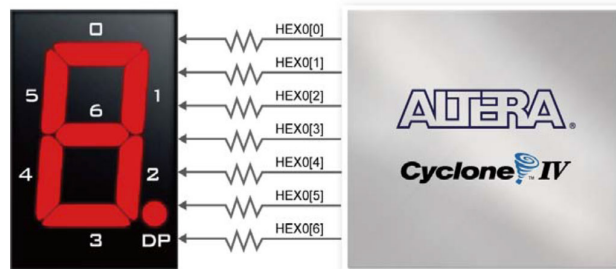 0
5
1
6
4
2
3
DP
HEX0[0]
HEX0[1]
HEX0[2]
HEX0[3]
HEX0[4]
HEX0[5]
HEX0[6]
ALTERA®
Cyclone™ IV